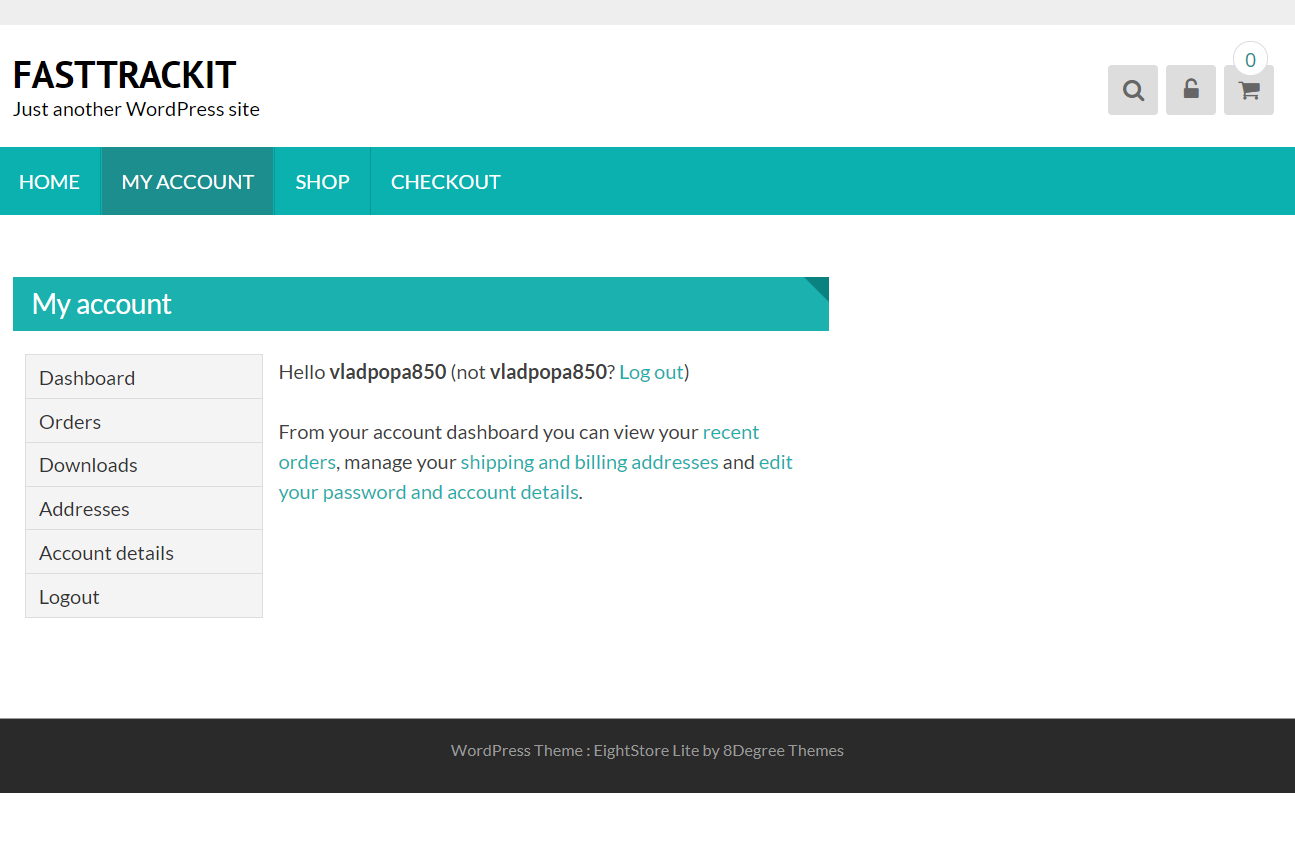 FASTTRACKIT
Just another WordPress site
0
HOME
MY ACCOUNT
SHOP
CHECKOUT
My account
Dashboard
Orders
Downloads
Addresses
Account details
Logout
Hello vladpopa850 (not vladpopa850? Log out)
From your account dashboard you can view your recent
orders, manage your shipping and billing addresses and edit
your password and account details.
WordPress Theme : EightStore Lite by 8Degree Themes